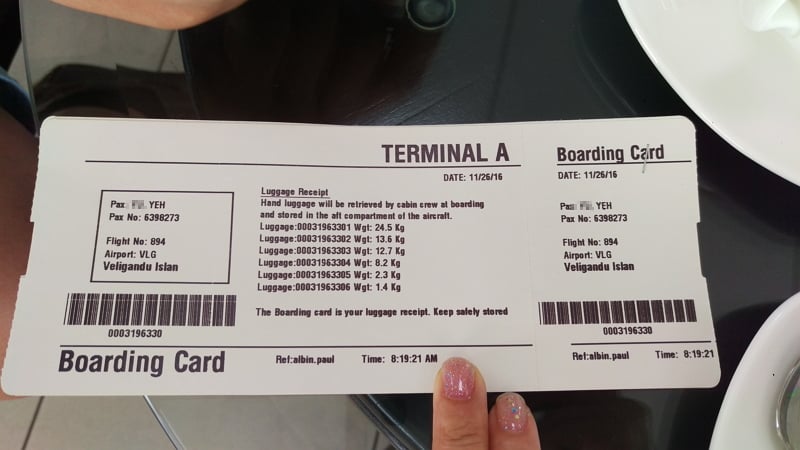 TERMINAL A
DATE: 11/26/16
Pax: YEH
Pax No: 6398273
Flight No: 894
Airport: VLG
Veligandu Islan
0003196330
Luggage Receipt
Hand luggage will be retrieved by cabin crew at boarding
and stored in the aft compartment of the aircraft.
Luggage:00031963301 Wgt: 24.5 Kg
Luggage:00031963302 Wgt: 13.6 Kg
Luggage:00031963303 Wgt: 12.7 Kg
Luggage:00031963304 Wgt: 8.2 Kg
Luggage:00031963305 Wgt: 2.3 Kg
Luggage:00031963306 Wgt: 1.4 Kg
The Boarding card is your luggage receipt. Keep safely stored
Boarding Card
Ref:albin.paul Time: 8:19:21 AM
Boarding Card
DATE: 11/26/16
Pax: YEH
Pax No: 6398273
Flight No: 894
Airport: VLG
Veligandu Islan
0003196330
Ref:albin.paul Time: 8:19:21